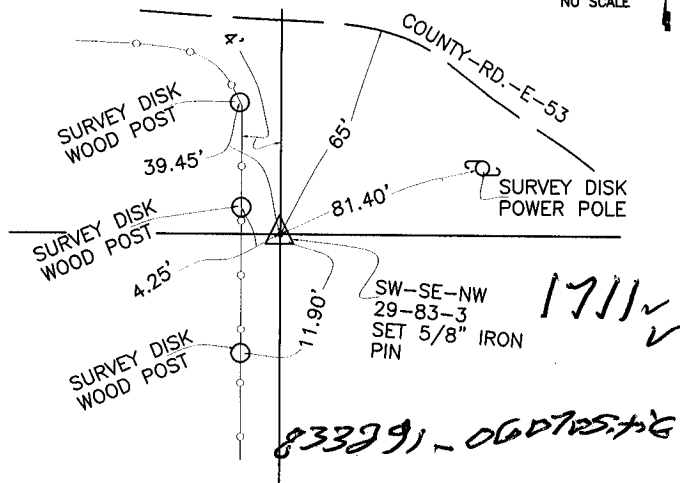 NO SCALE
COUNTY-RD.-E-53
4'
SURVEY DISK
WOOD POST
39.45'
65'
81.40'
SURVEY DISK
POWER POLE
SURVEY DISK
WOOD POST
4.25'
11.90'
SW-SE-NW
29-83-3
SET 5/8" IRON
PIN
1711
SURVEY DISK
WOOD POST